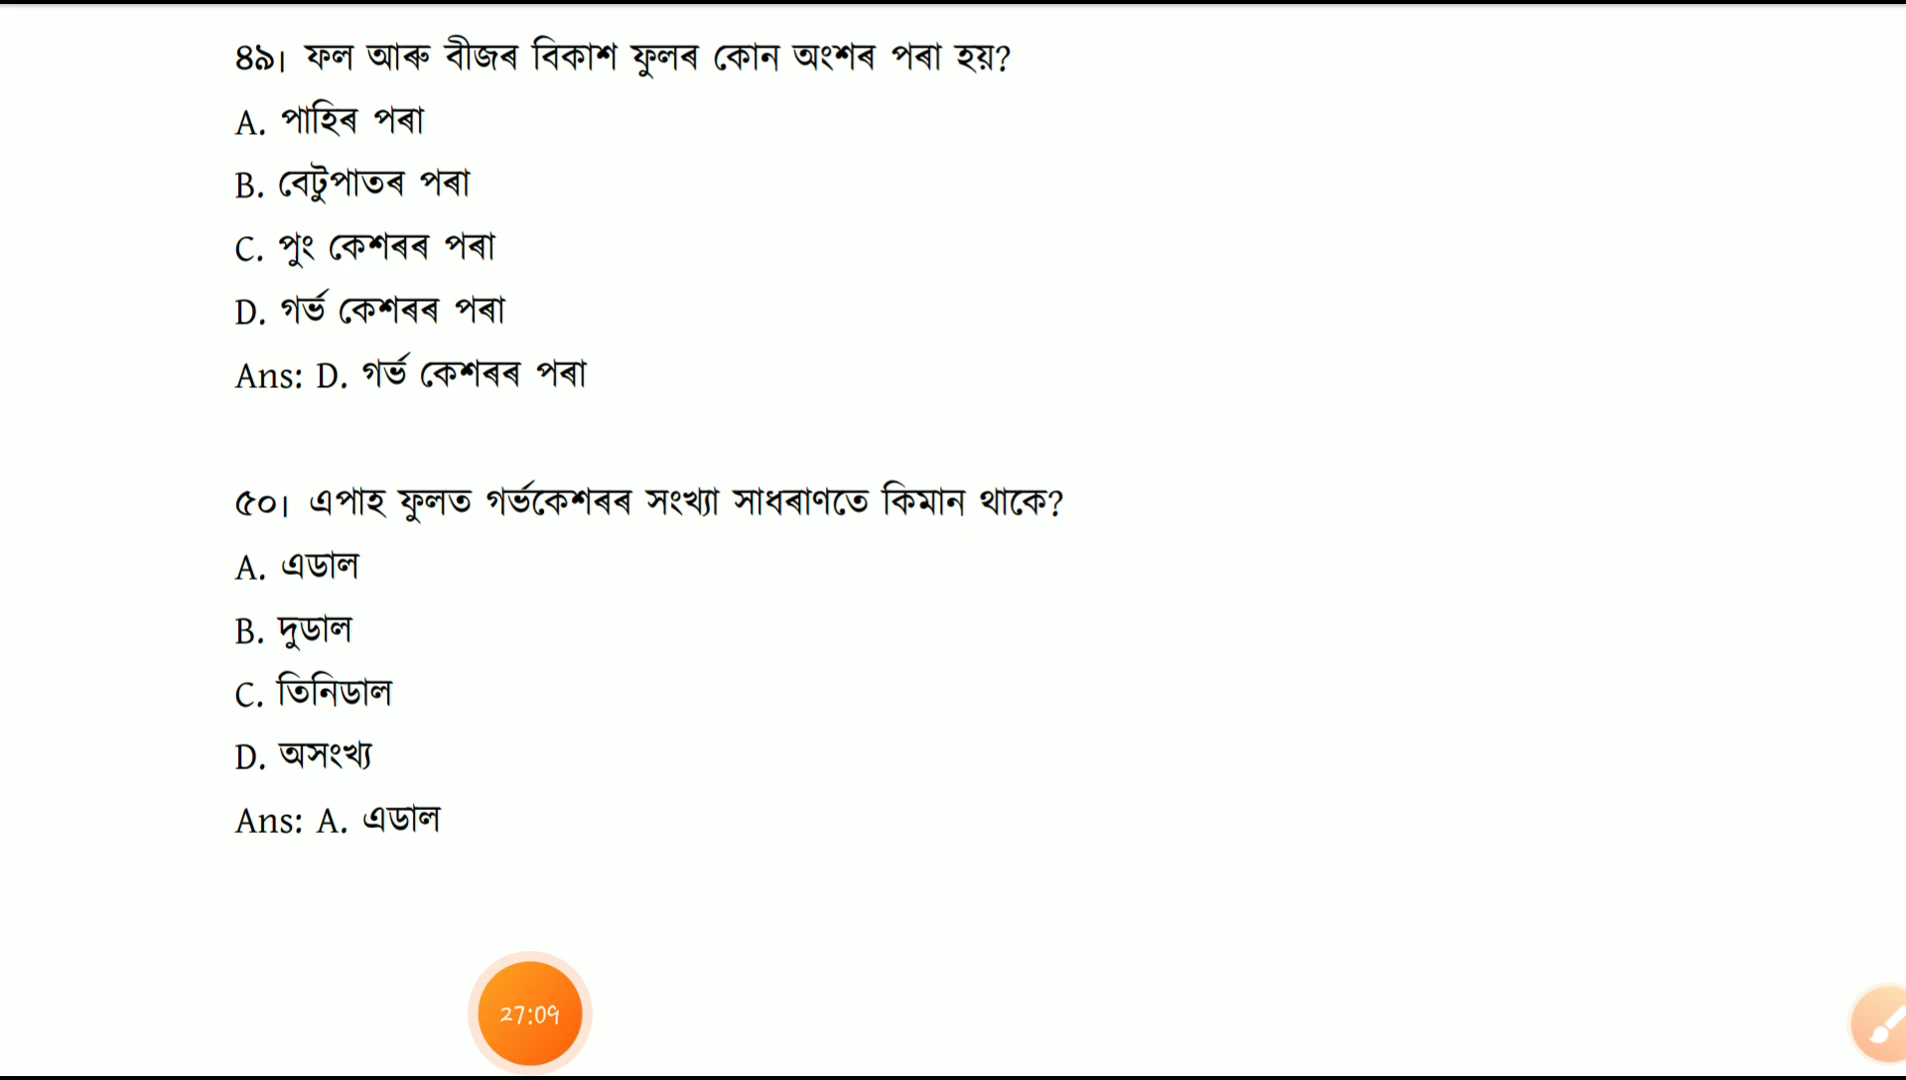 ৪৯। ফল আৰু বীজৰ বিকাশ ফুলৰ কোন অংশৰ পৰা হয়?
A. পাহিৰ পৰা
B. বেটুপাতৰ পৰা
C. পুং কেশৰৰ পৰা
D. গৰ্ভ কেশৰৰ পৰা
Ans: D. গৰ্ভ কেশৰৰ পৰা
৫০। এপাহ ফুলত গৰ্ভকেশৰৰ সংখ্যা সাধৰাণতে কিমান থাকে?
A. এডাল
B. দুডাল
C. তিনিডাল
D. অসংখ্য
Ans: A. এডাল
27:09